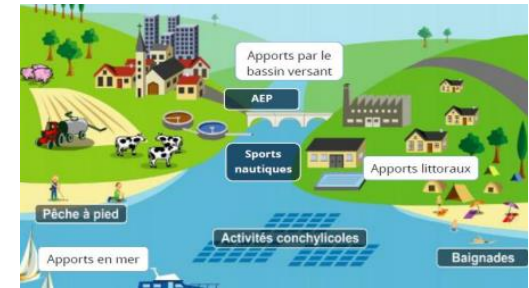 Apports par le
bassin versant
AEP
Sports
nautiques
Apports littoraux
Pêche à pied
Activités conchylicoles
Apports en mer
Baignades